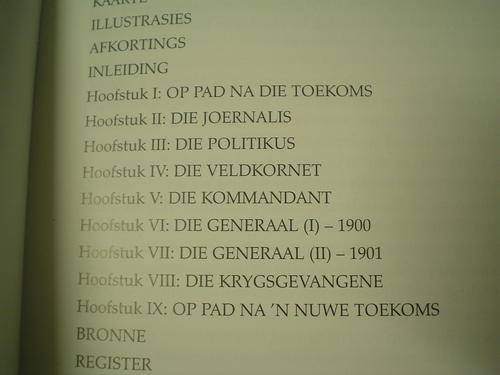 KAARTE
ILLUSTRASIES
AFKORTINGS
INLEIDING
Hoofstuk I: OP PAD NA DIE TOEKOMS
Hoofstuk II: DIE JOERNALIS
Hoofstuk III: DIE POLITIKUS
Hoofstuk IV: DIE VELDKORNET
Hoofstuk V: DIE KOMMANDANT
Hoofstuk VI: DIE GENERAAL (I) – 1900
Hoofstuk VII: DIE GENERAAL (II) – 1901
Hoofstuk VIII: DIE KRYGSGEVANGENE
Hoofstuk IX: OP PAD NA 'N NUWE TOEKOMS
BRONNE
REGISTER